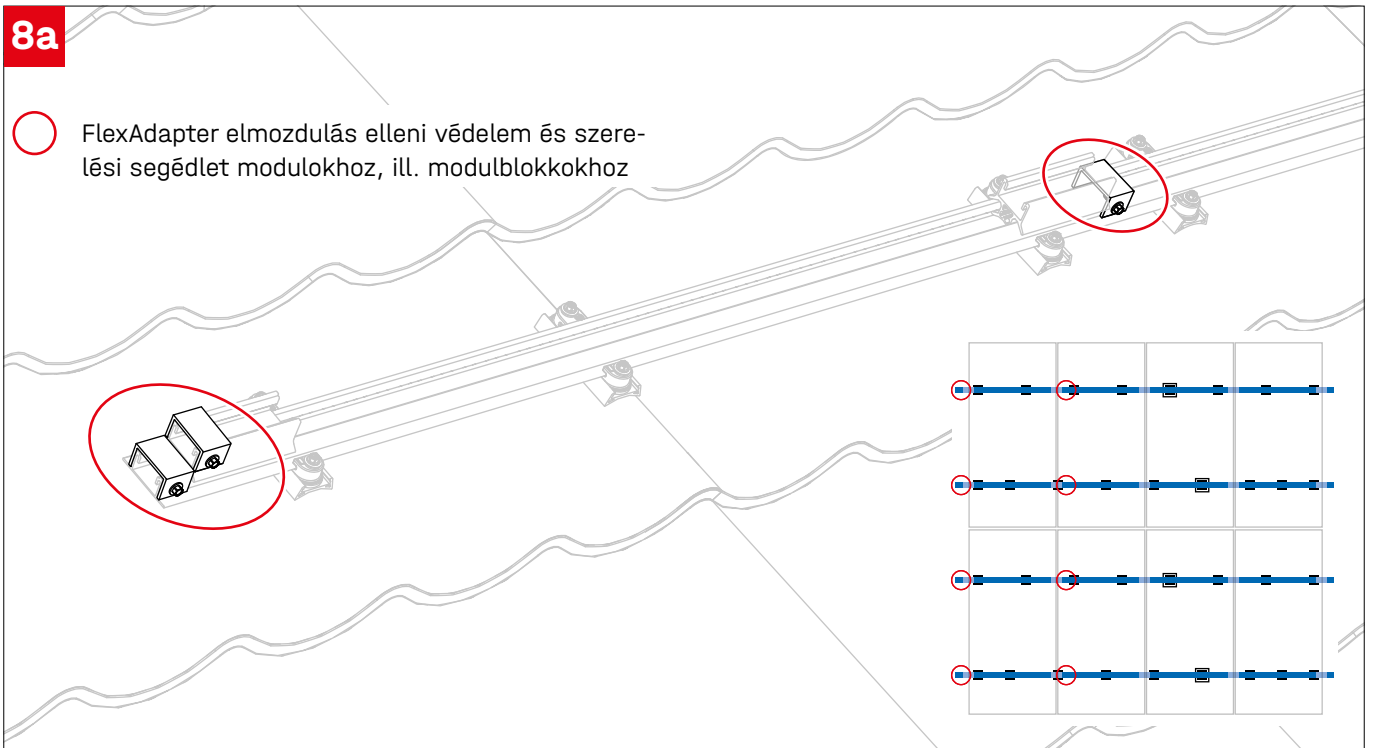 8a
FlexAdapter elmozdulás elleni védelem és szere-
lési segédlet modulokhoz, ill. modulblokkokhoz